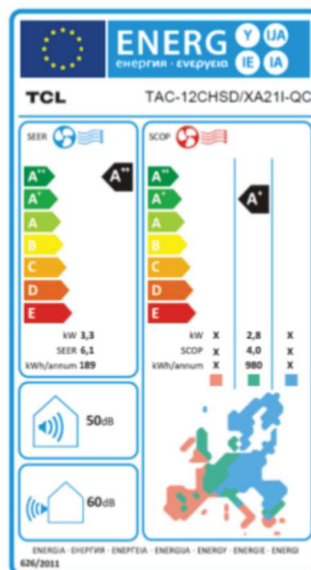 ENERG Y IJA
енергия · ενεργεια IE IA
TCL TAC-12CHSD/XA21I-QC
SEER
A++
A+
A
B
C
D
E
A++
kW 3,3
SEER 6,1
kWh/annum 189
SCOP
A++
A+
A
B
C
D
E
A+
kW X 2,8 X
SCOP X 4,0 X
kWh/annum X 980 X
50dB
60dB
ENERGIA · ЕНЕРГИЯ · ΕΝΕΡΓΕΙΑ · ENERGIJA · ENERGY · ENERGIE · ENERGI
626/2011